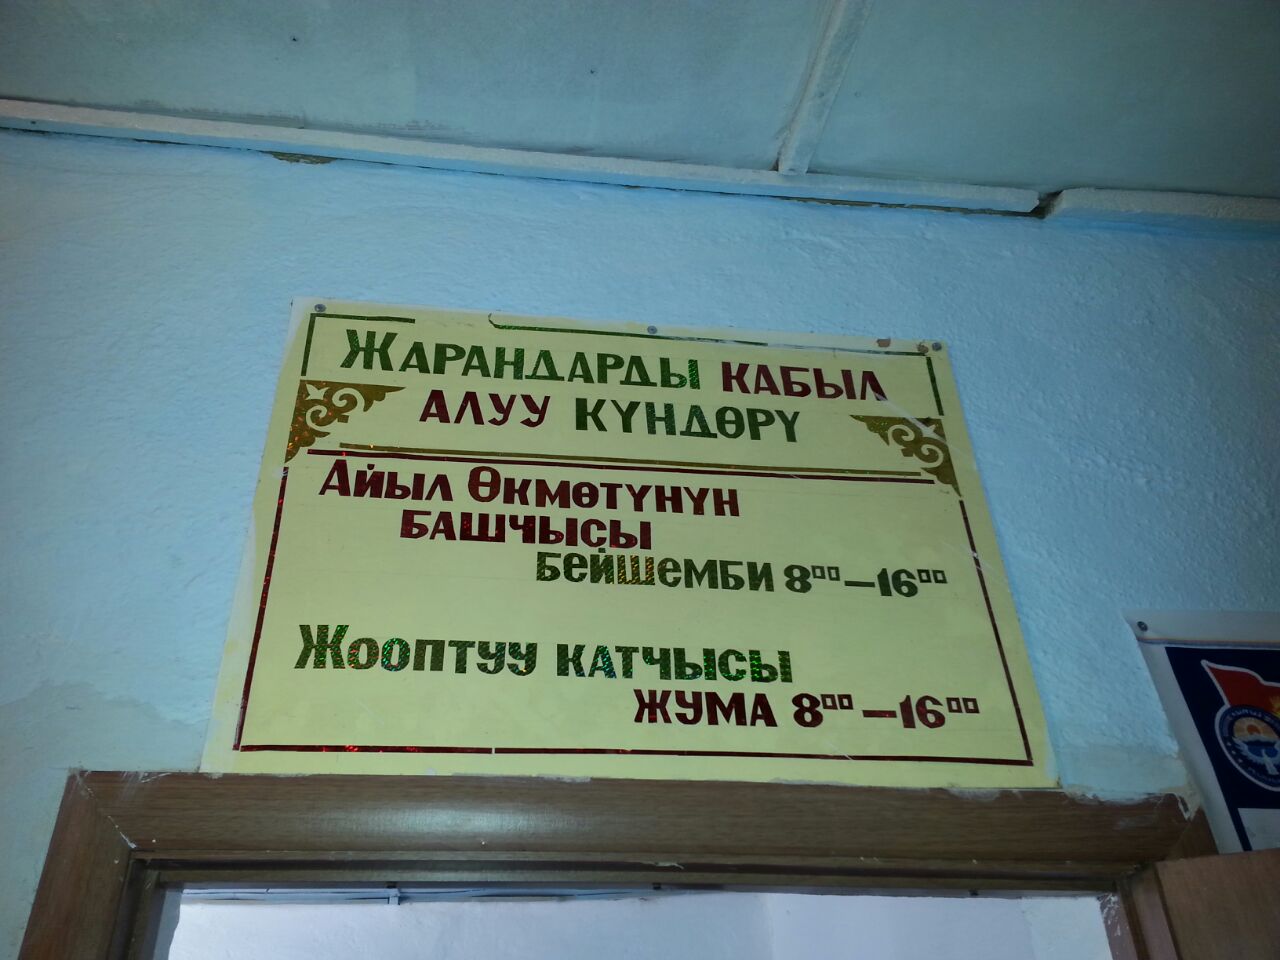 ЖАРАНДАРДЫ КАБЫЛ
АЛУУ КҮНДӨРҮ
Айыл Өкмөтүнүн
башчысы
бейшемби 8⁰⁰–16⁰⁰
Жооптуу катчысы
жума 8⁰⁰–16⁰⁰